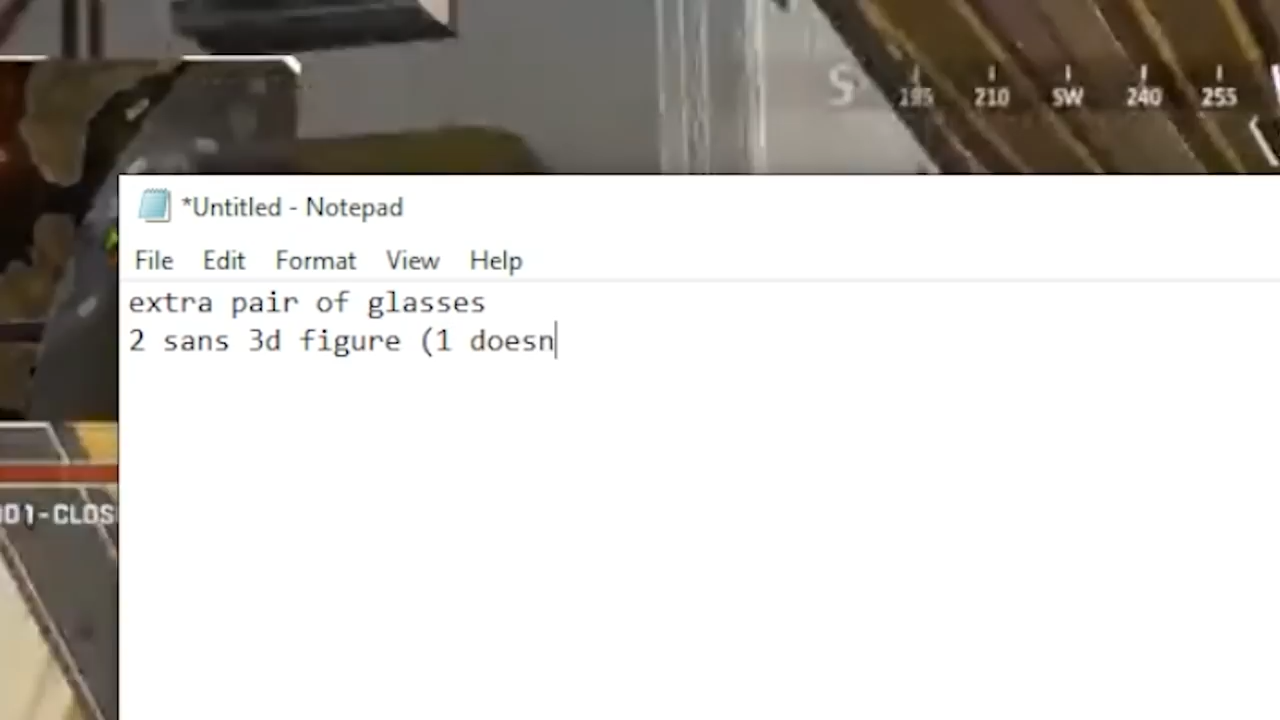 S 195 210 SW 240 255
*Untitled - Notepad
File Edit Format View Help
extra pair of glasses
2 sans 3d figure (1 doesn
-CLOS